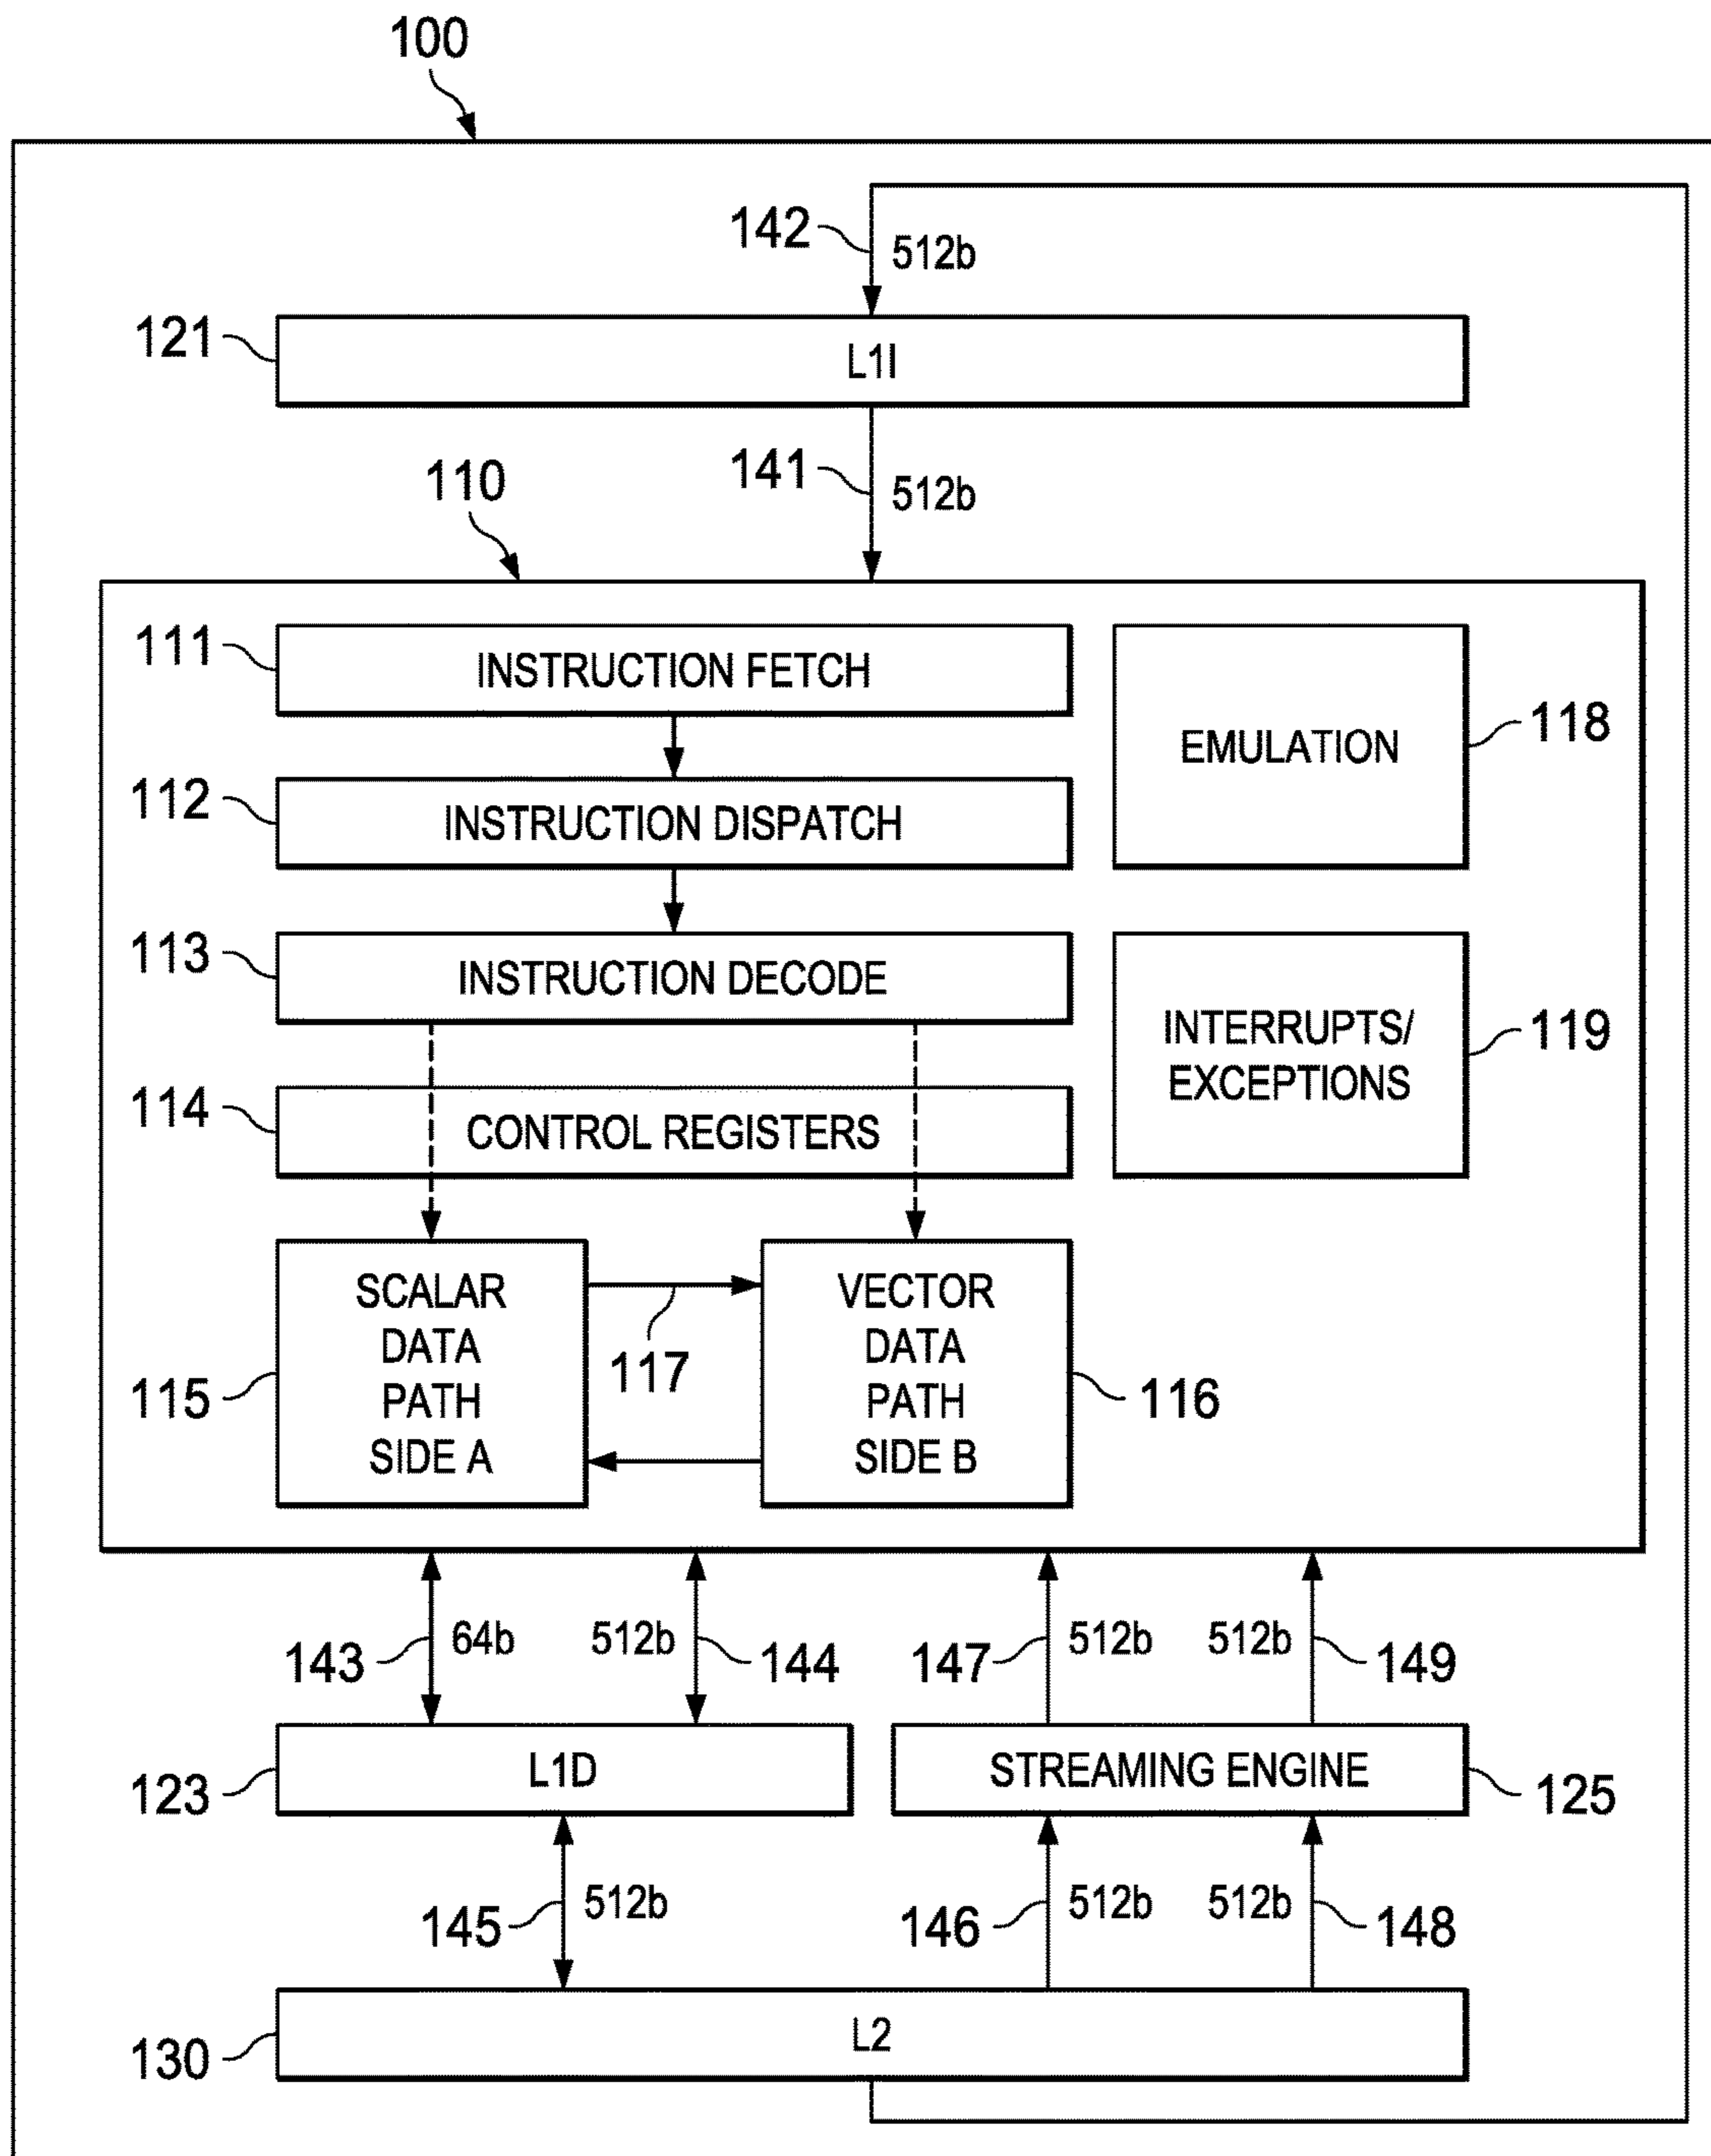 100
142
512b
121
L1I
141
512b
110
111
INSTRUCTION FETCH
EMULATION
118
112
INSTRUCTION DISPATCH
113
INSTRUCTION DECODE
INTERRUPTS/
EXCEPTIONS
119
114
CONTROL REGISTERS
SCALAR
DATA
PATH
SIDE A
115
117
VECTOR
DATA
PATH
SIDE B
116
143
64b
512b
144
147
512b
512b
149
123
L1D
STREAMING ENGINE
125
145
512b
146
512b
512b
148
130
L2